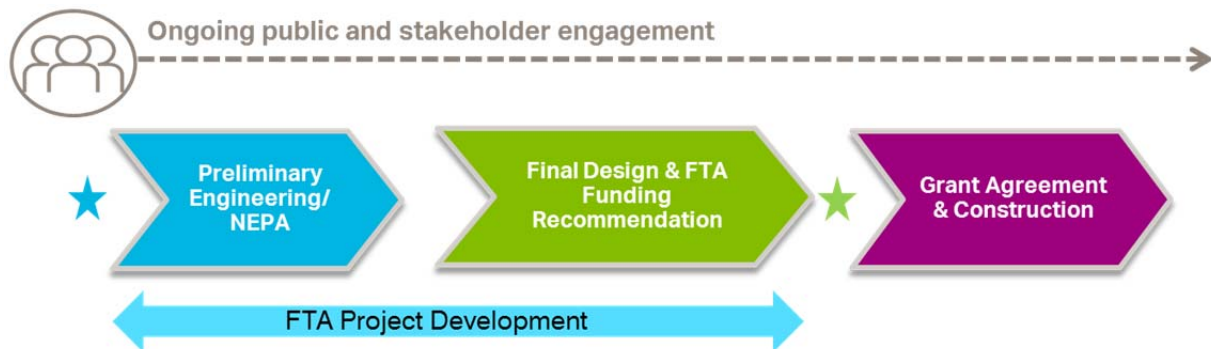 Ongoing public and stakeholder engagement
Preliminary
Engineering/
NEPA
Final Design & FTA
Funding
Recommendation
Grant Agreement
& Construction
FTA Project Development